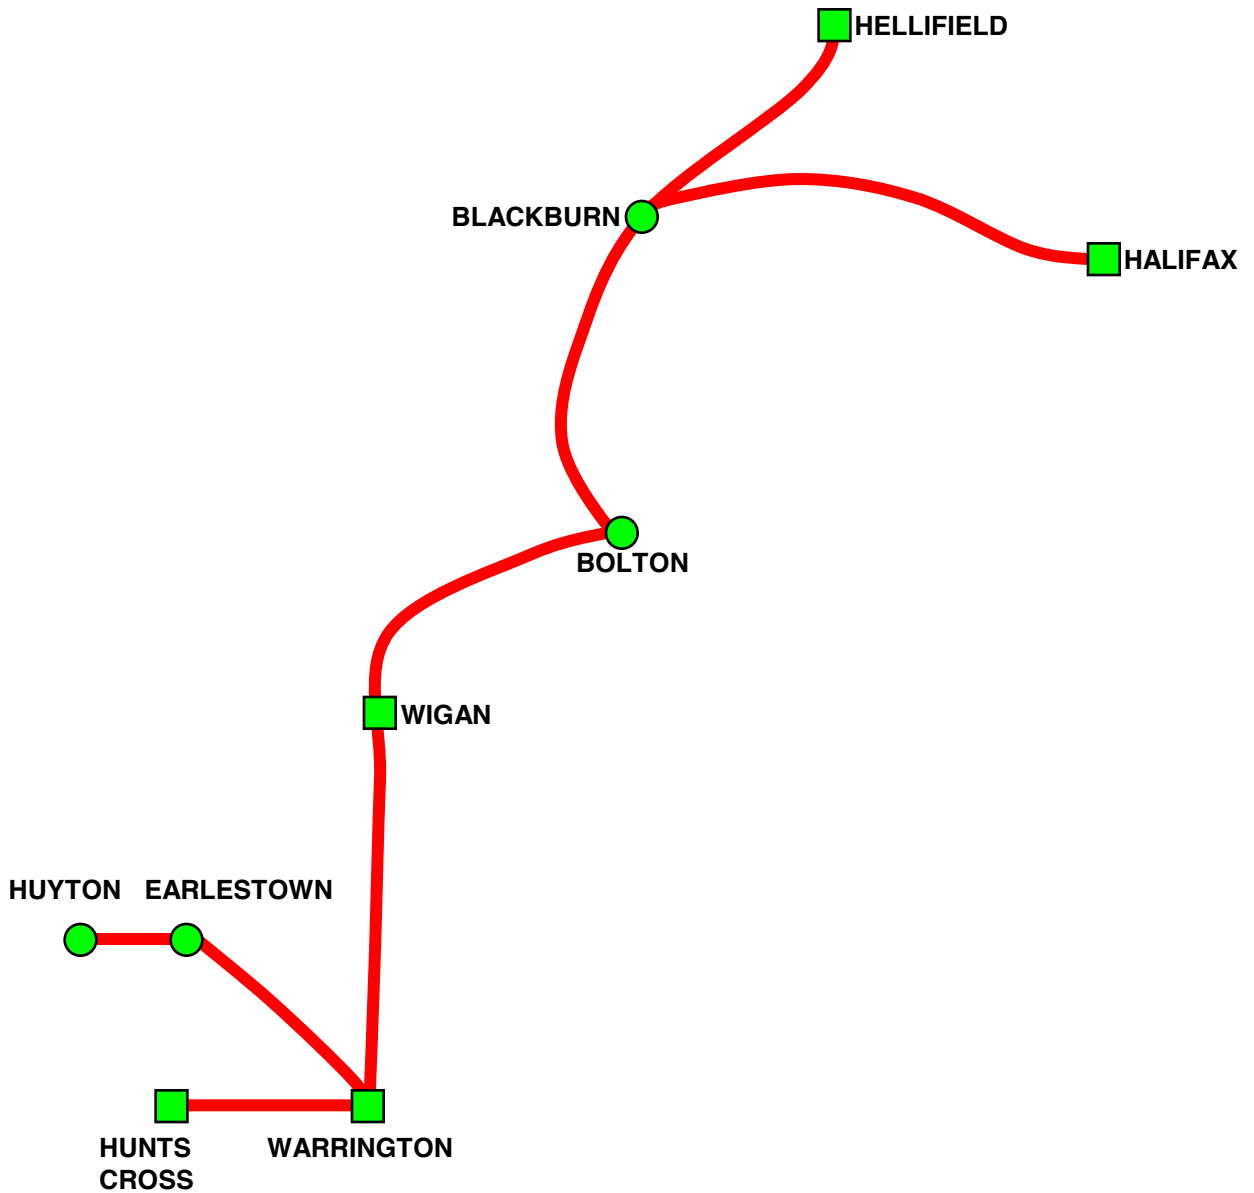 HELLIFIELD
BLACKBURN
HALIFAX
BOLTON
WIGAN
HUYTON
EARLESTOWN
HUNTS
CROSS
WARRINGTON